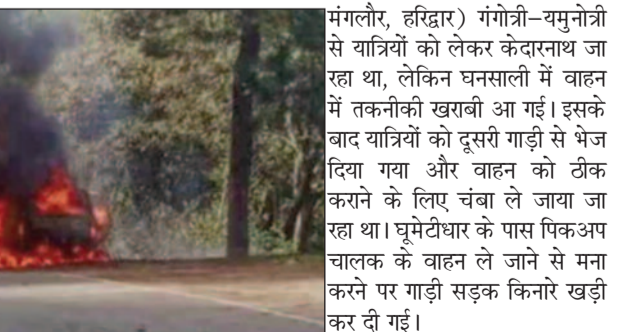 मंगलौर, हरिद्वार) गंगोत्री–यमुनोत्री
से यात्रियों को लेकर केदारनाथ जा
रहा था, लेकिन घनसाली में वाहन
में तकनीकी खराबी आ गई। इसके
बाद यात्रियों को दूसरी गाड़ी से भेज
दिया गया और वाहन को ठीक
कराने के लिए चंबा ले जाया जा
रहा था। घूमेटीधार के पास पिकअप
चालक के वाहन ले जाने से मना
करने पर गाड़ी सड़क किनारे खड़ी
कर दी गई।